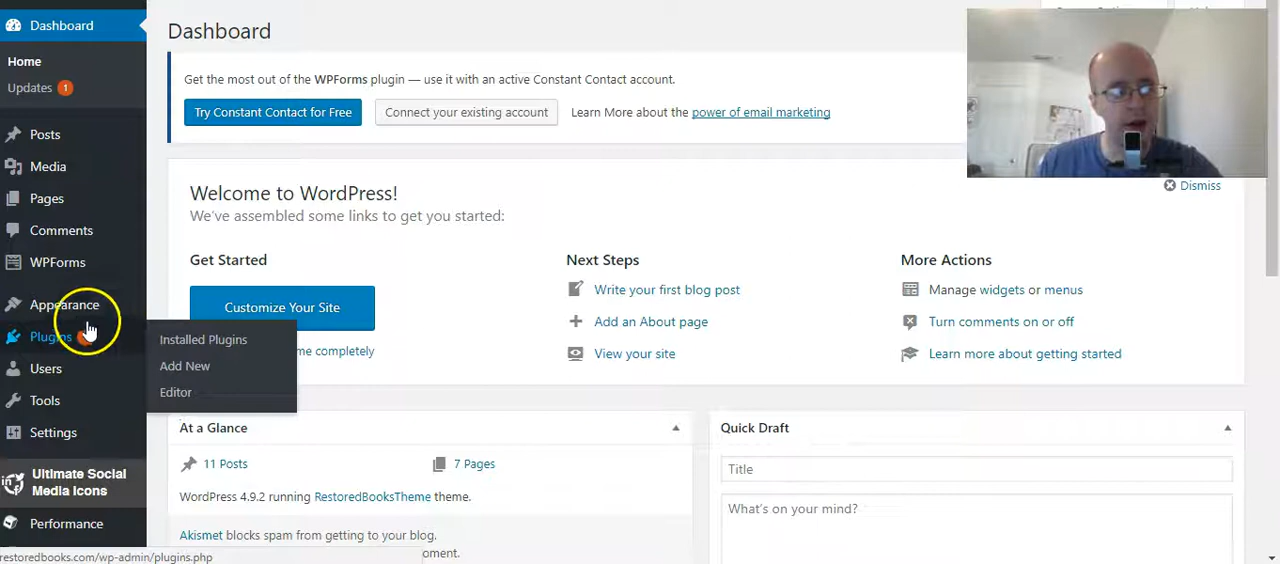 Dashboard
Home
Updates 1
Posts
Media
Pages
Comments
WPForms
Appearance
Plugins
Users
Tools
Settings
Ultimate Social
Media Icons
Performance
restoredbooks.com/wp-admin/plugins.php
Installed Plugins
Add New
Editor
Dashboard
Get the most out of the WPForms plugin — use it with an active Constant Contact account.
Try Constant Contact for Free
Connect your existing account
Learn More about the power of email marketing
Welcome to WordPress!
We've assembled some links to get you started:
Dismiss
Get Started
Customize Your Site
me completely
Next Steps
Write your first blog post
Add an About page
View your site
More Actions
Manage widgets or menus
Turn comments on or off
Learn more about getting started
At a Glance
11 Posts
7 Pages
WordPress 4.9.2 running RestoredBooksTheme theme.
Akismet blocks spam from getting to your blog.
oment.
Quick Draft
Title
What's on your mind?